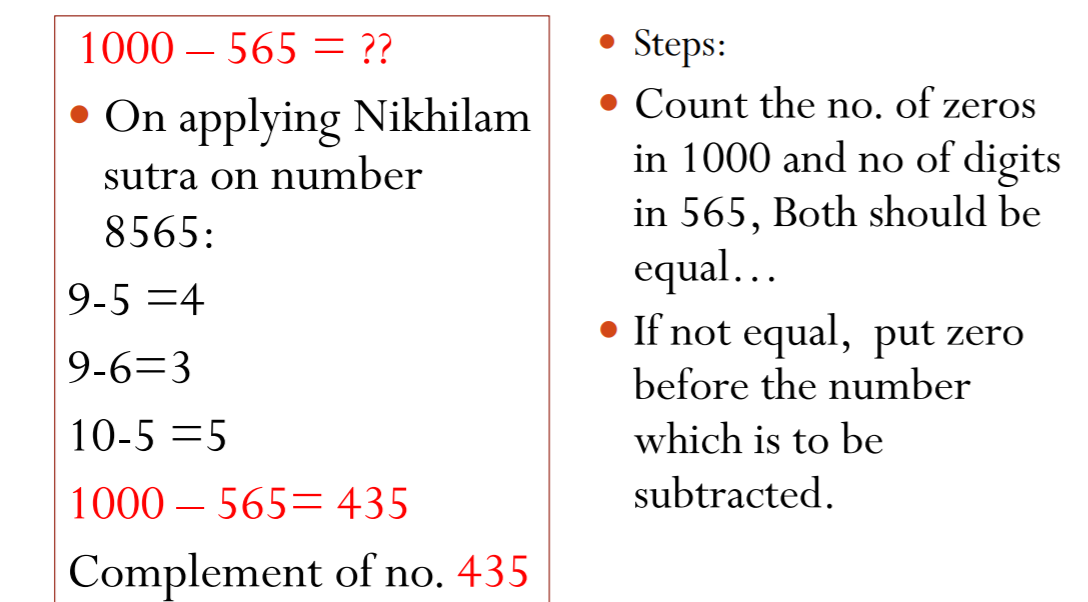 1000 – 565 = ??
• On applying Nikhilam
sutra on number
8565:
9-5 =4
9-6=3
10-5 =5
1000 – 565= 435
Complement of no. 435
• Steps:
• Count the no. of zeros
in 1000 and no of digits
in 565, Both should be
equal…
• If not equal, put zero
before the number
which is to be
subtracted.